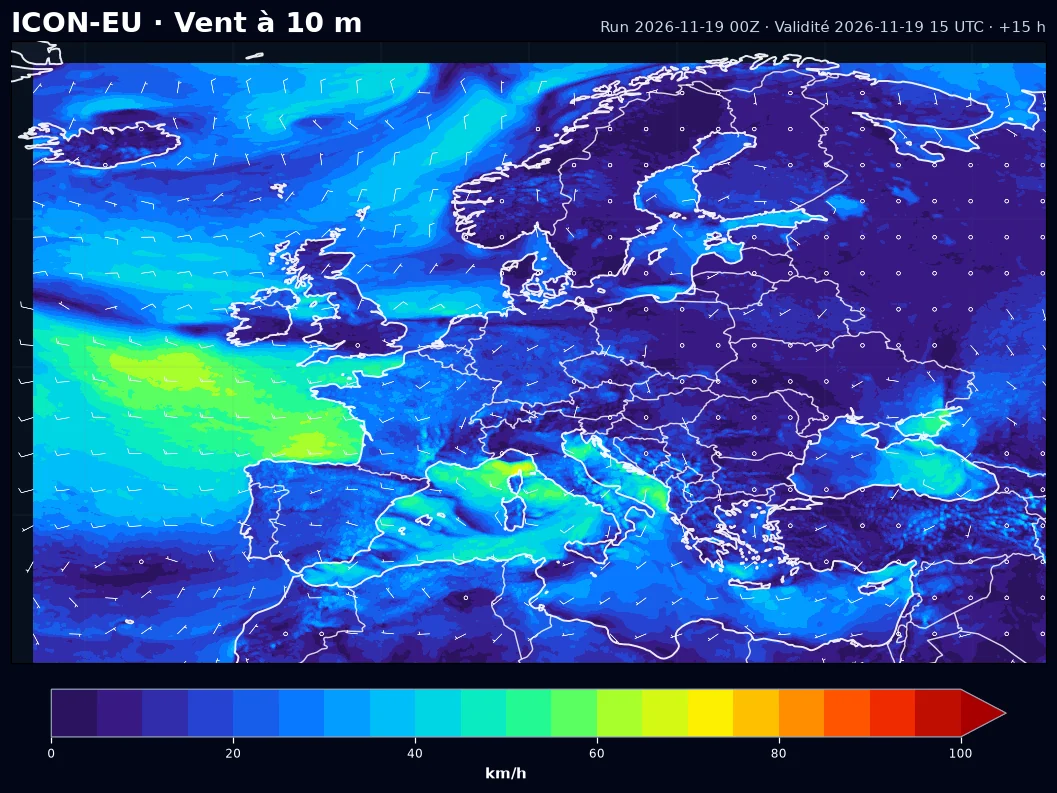 ICON-EU · Vent à 10 m
Run 2026-11-19 00Z · Validité 2026-11-19 15 UTC · +15 h
0 20 40 60 80 100
km/h